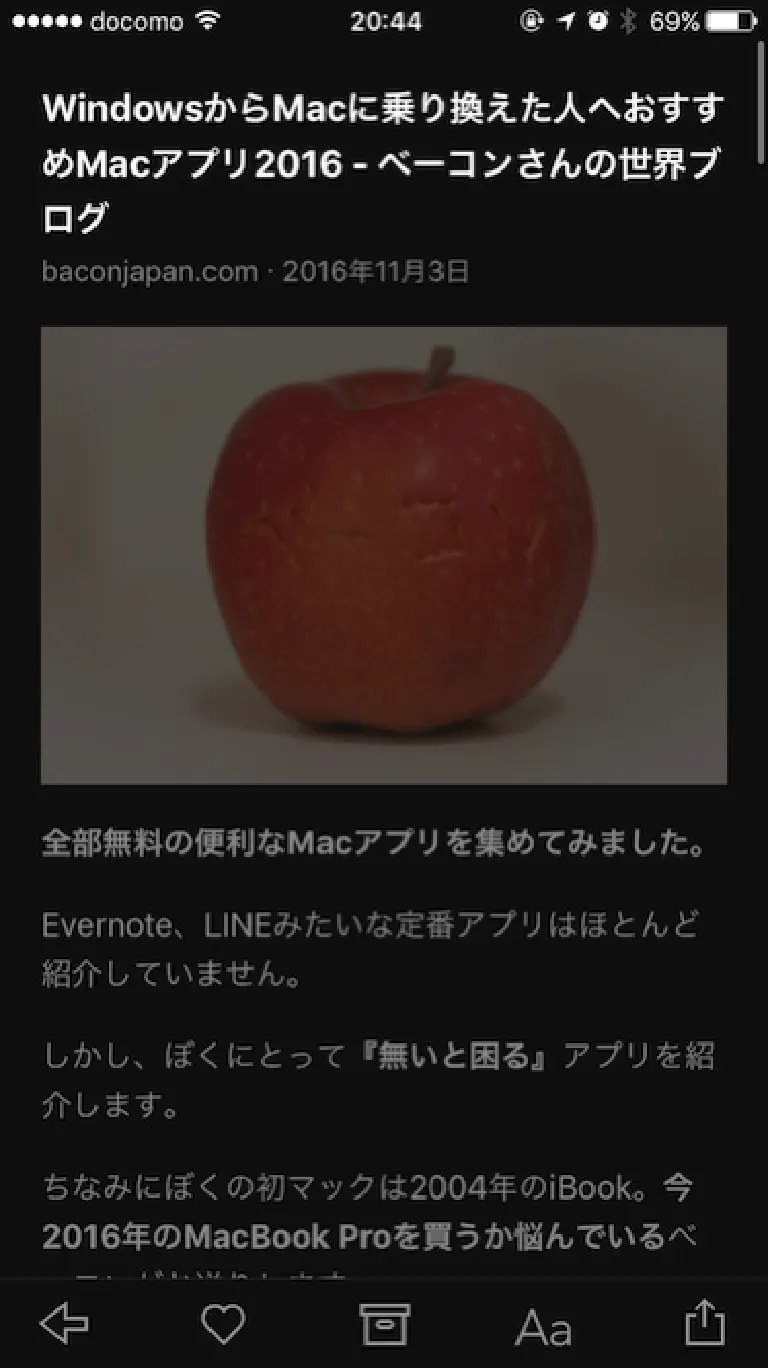 docomo 20:44 69%
WindowsからMacに乗り換えた人へおすす
めMacアプリ2016 - ベーコンさんの世界ブ
ログ
baconjapan.com · 2016年11月3日
全部無料の便利なMacアプリを集めてみました。
Evernote、LINEみたいな定番アプリはほとんど
紹介していません。
しかし、ぼくにとって『無いと困る』アプリを紹
介します。
ちなみにぼくの初マックは2004年のiBook。今
2016年のMacBook Proを買うか悩んでいるベ
Aa